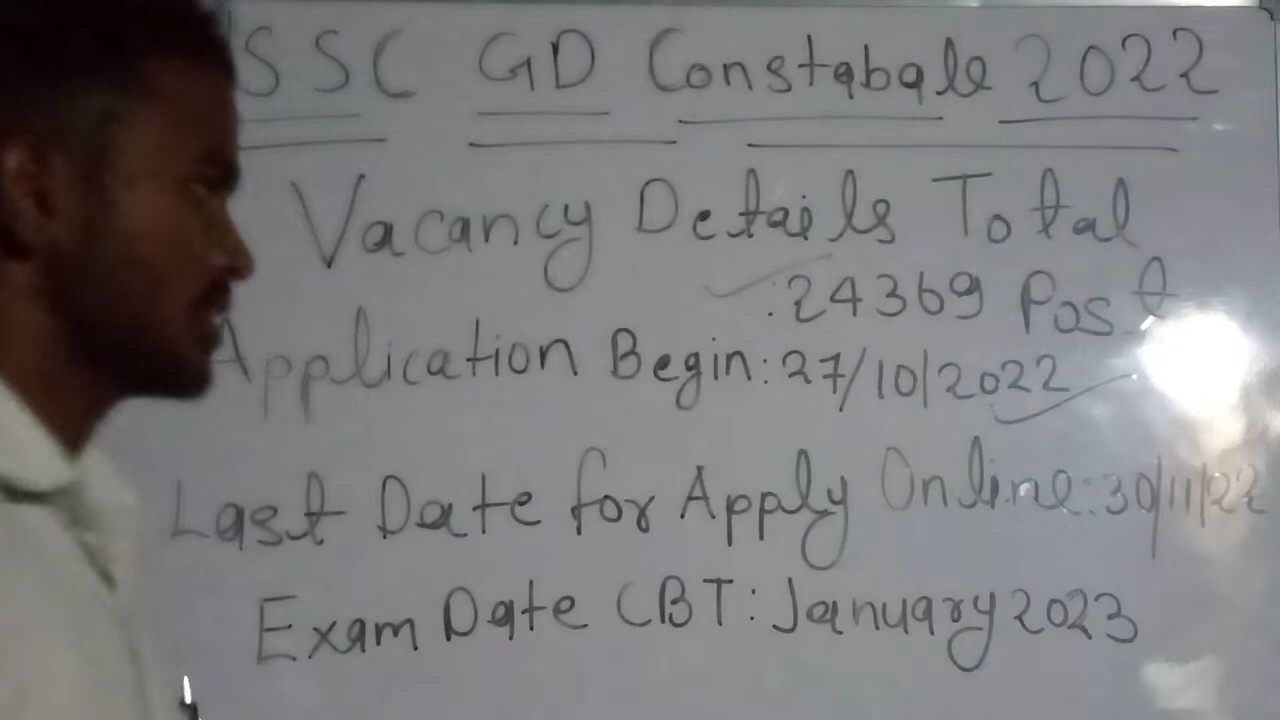 SSC GD Constabale 2022
Vacancy Details Total
:24369 Post
Application Begin: 27/10/2022
Last Date for Apply Online: 30/11/22
Exam Date CBT: January 2023